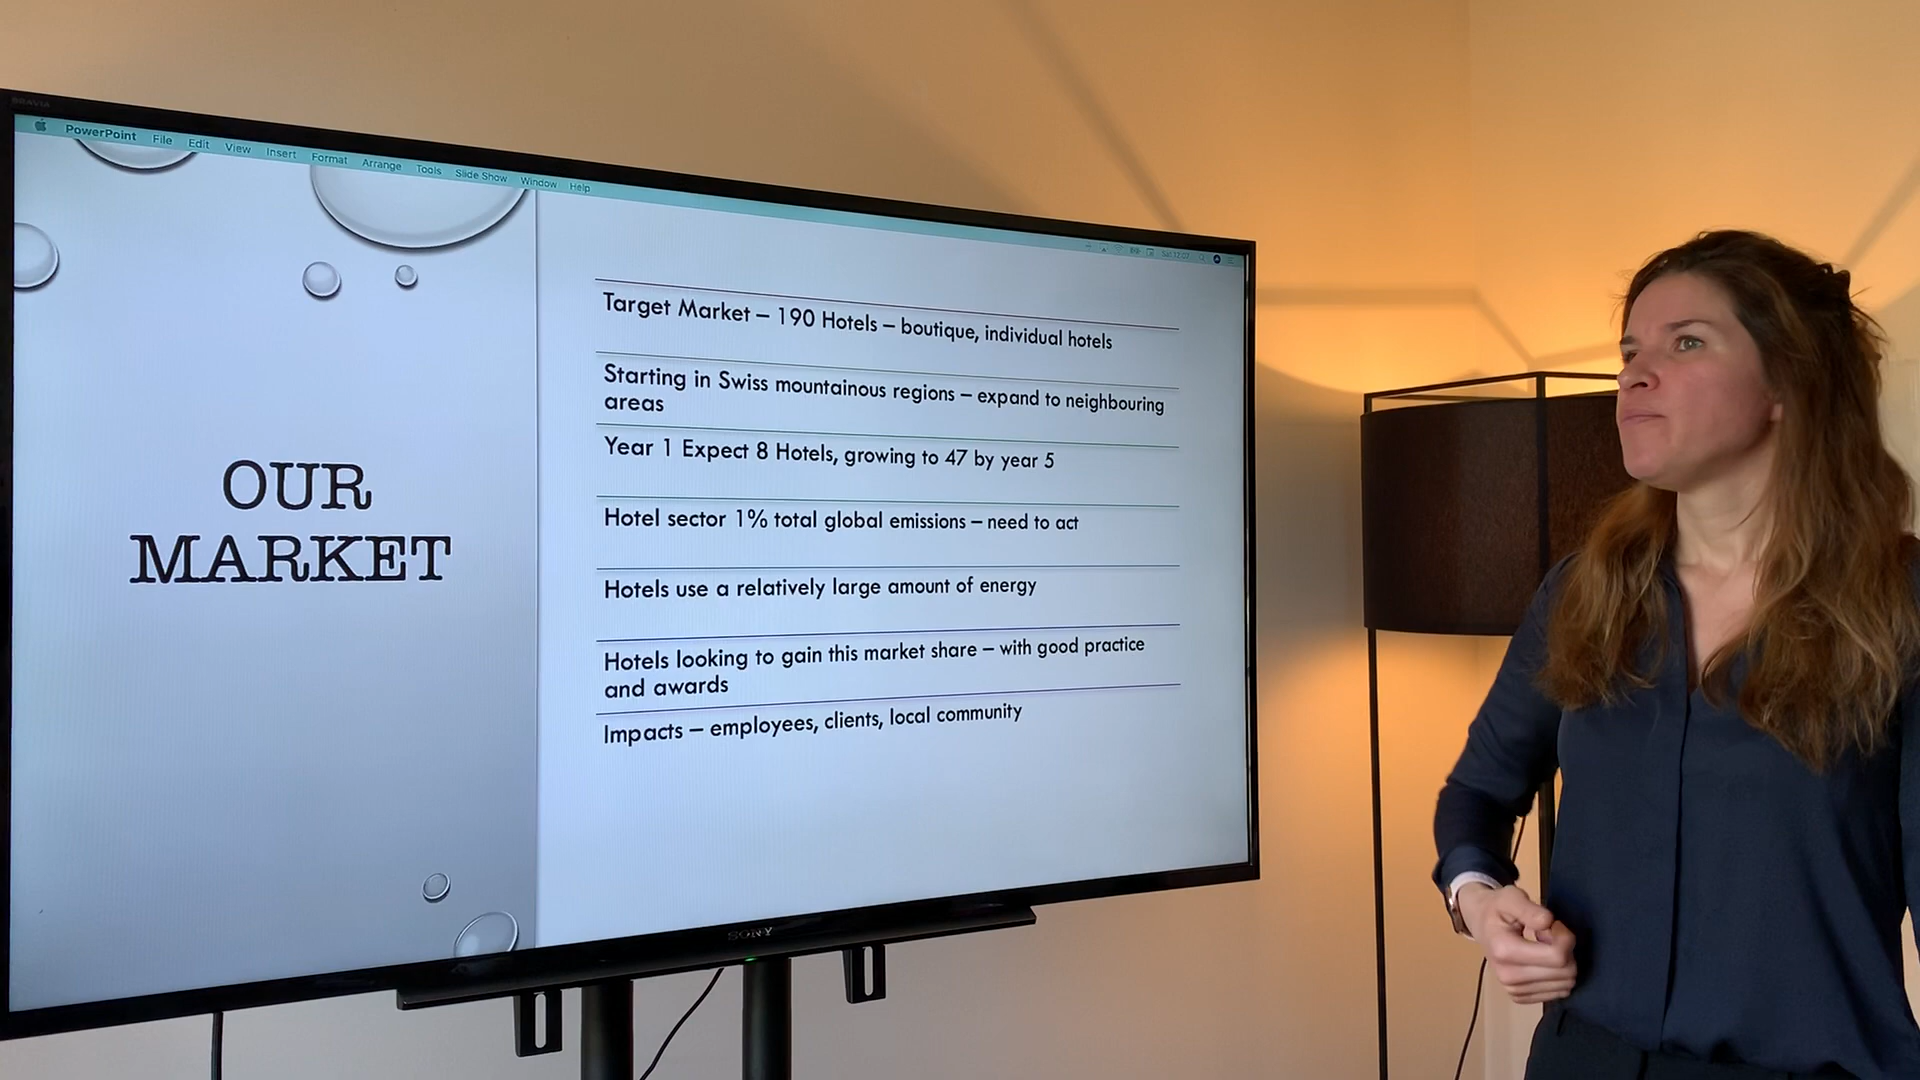 BRAVIA
PowerPoint File Edit View Insert Format Arrange Tools Slide Show Window Help
OUR
MARKET
Target Market – 190 Hotels – boutique, individual hotels
Starting in Swiss mountainous regions – expand to neighbouring
areas
Year 1 Expect 8 Hotels, growing to 47 by year 5
Hotel sector 1% total global emissions – need to act
Hotels use a relatively large amount of energy
Hotels looking to gain this market share – with good practice
and awards
Impacts – employees, clients, local community
SONY